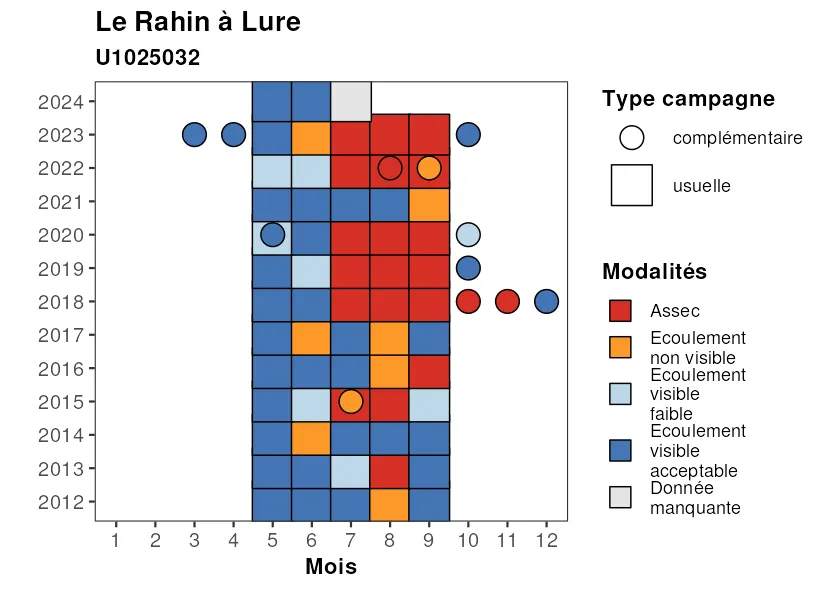 Le Rahin à Lure
U1025032
2024
2023
2022
2021
2020
2019
2018
2017
2016
2015
2014
2013
2012
1 2 3 4 5 6 7 8 9 10 11 12
Mois
Type campagne
complémentaire
usuelle
Modalités
Assec
Ecoulement
non visible
Ecoulement
visible
faible
Ecoulement
visible
acceptable
Donnée
manquante